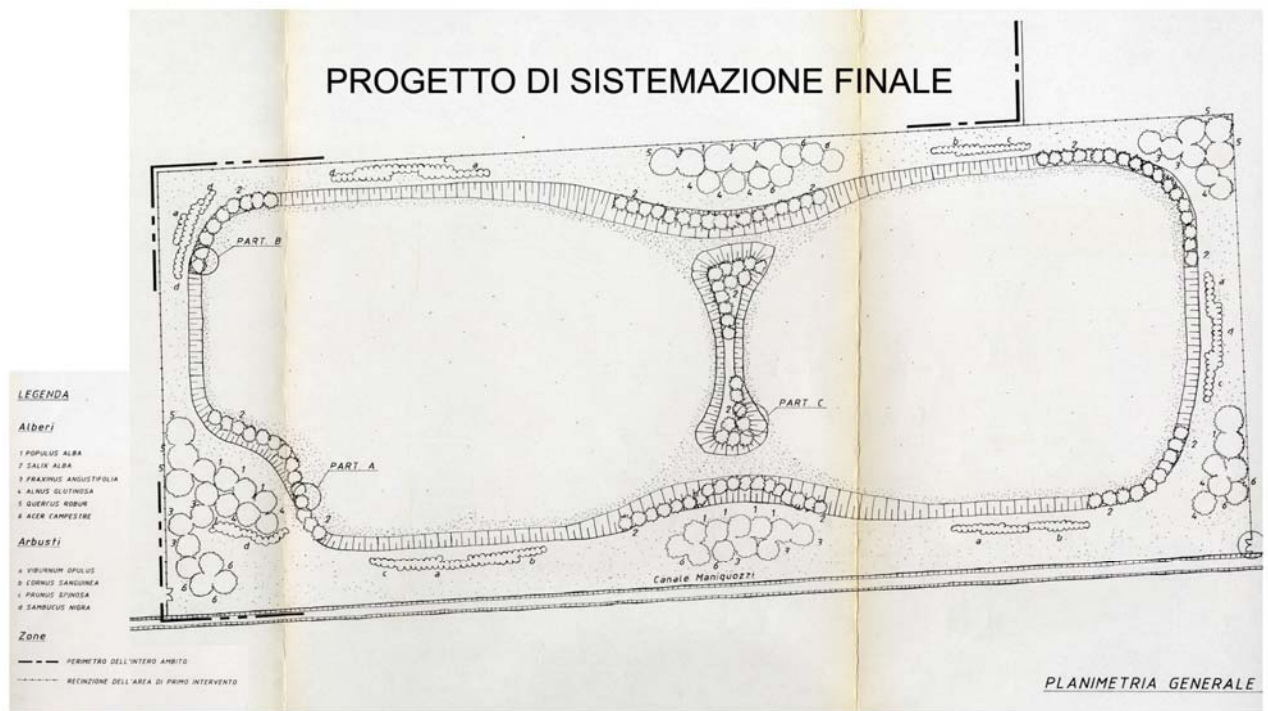 PROGETTO DI SISTEMAZIONE FINALE
PART. B
PART. C
PART. A
Canale Maniquozzi
LEGENDA
Alberi
1 POPULUS ALBA
2 SALIX ALBA
3 FRAXIMUS ANGUSTIFOLIA
4 ALNUS GLUTINOSA
5 QUERCUS ROBUR
6 ACER CAMPESTRE
Arbusti
a VIBURNUM OPULUS
b CORNUS SANGUINEA
c PRUNUS SPINOSA
d SAMBUCUS NIGRA
Zone
PERIMETRO DELL'INTERO AMBITO
RECINZIONE DELL'AREA DI PRIMO INTERVENTO
PLANIMETRIA GENERALE